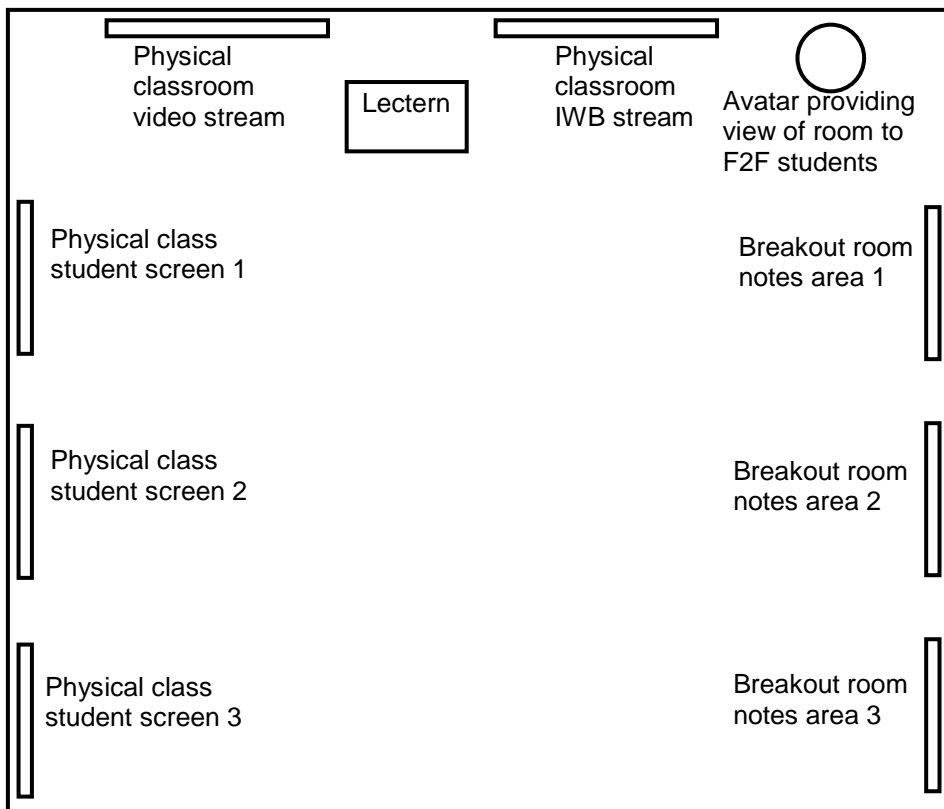 Physical
classroom
video stream
Lectern
Physical
classroom
IWB stream
Avatar providing
view of room to
F2F students
Physical class
student screen 1
Breakout room
notes area 1
Physical class
student screen 2
Breakout room
notes area 2
Physical class
student screen 3
Breakout room
notes area 3